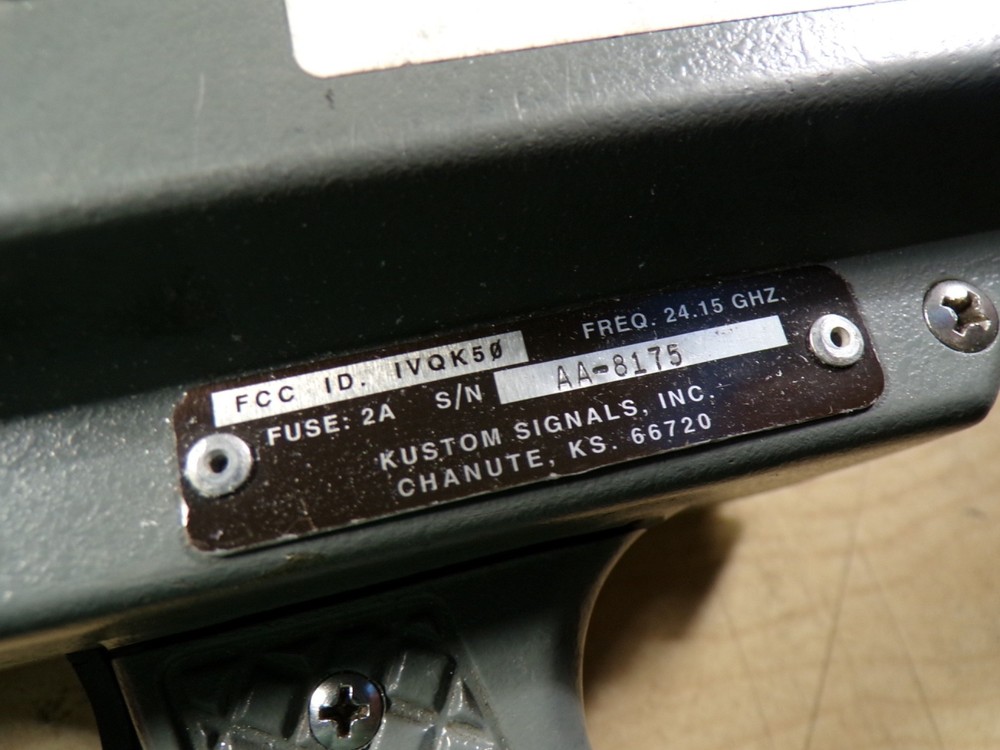 FCC ID. IVQK5Ø FREQ. 24.15 GHZ.
FUSE: 2A S/N AA-8175
KUSTOM SIGNALS, INC.
CHANUTE, KS. 66720